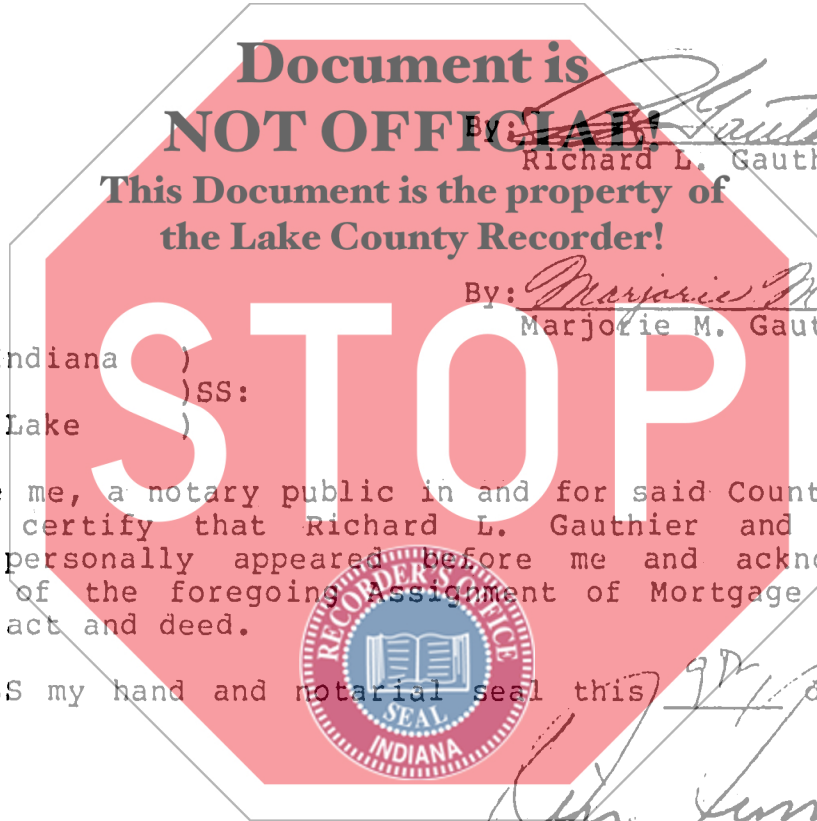 Document is
NOT OFFICIAL!
This Document is the property of
the Lake County Recorder!
By:
Richard L. Gauth
By: Marjorie M
Marjorie M. Gaut
ndiana )
)SS:
Lake )
STOP
e me, a notary public in and for said Count
certify that Richard L. Gauthier and
personally appeared before me and ackno
of the foregoing Assignment of Mortgage
act and deed.
SS my hand and notarial seal this 9th d
RECORDER'S OFFICE
SEAL
INDIANA